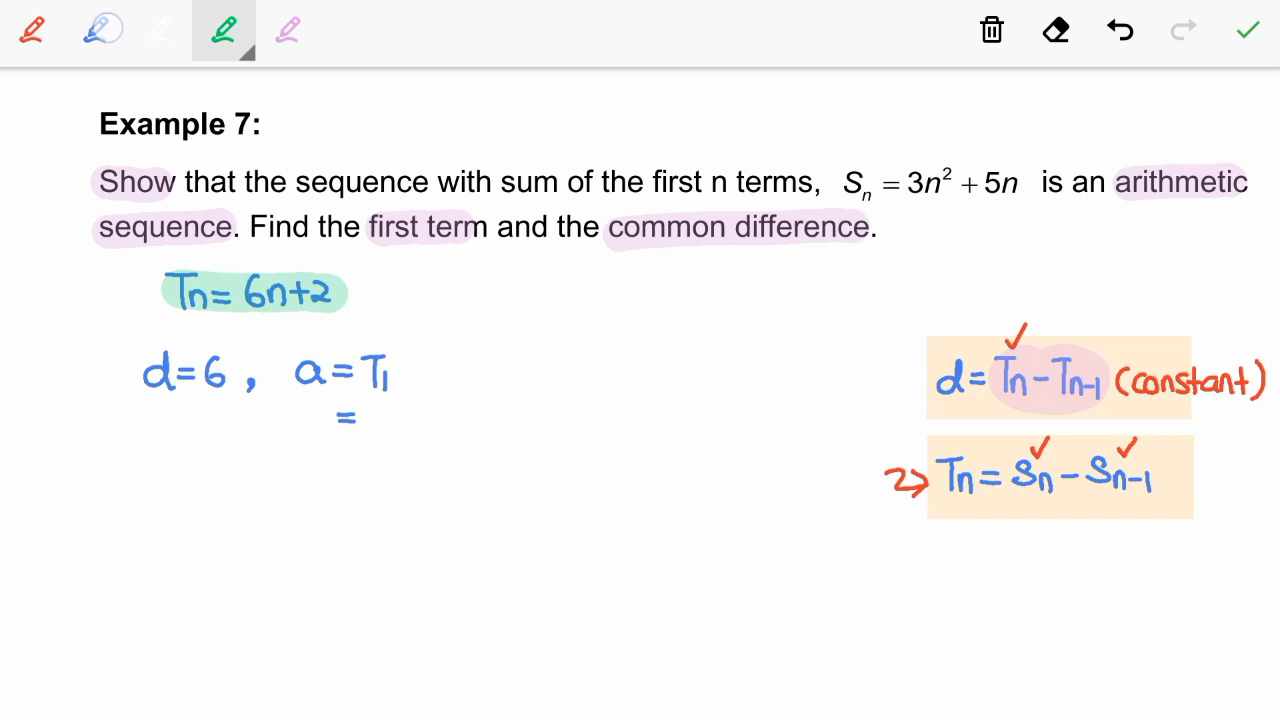 Example 7:
Show that the sequence with sum of the first n terms, Sₙ = 3n² + 5n is an arithmetic
sequence. Find the first term and the common difference.
Tn = 6n+2
d=6 , a = T₁
=
d = Tn – Tn-1 (constant)
2→ Tn = Sn – Sn-1